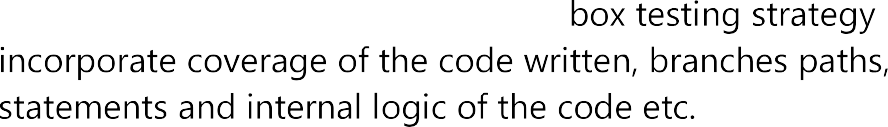 box testing strategy
incorporate coverage of the code written, branches paths,
statements and internal logic of the code etc.